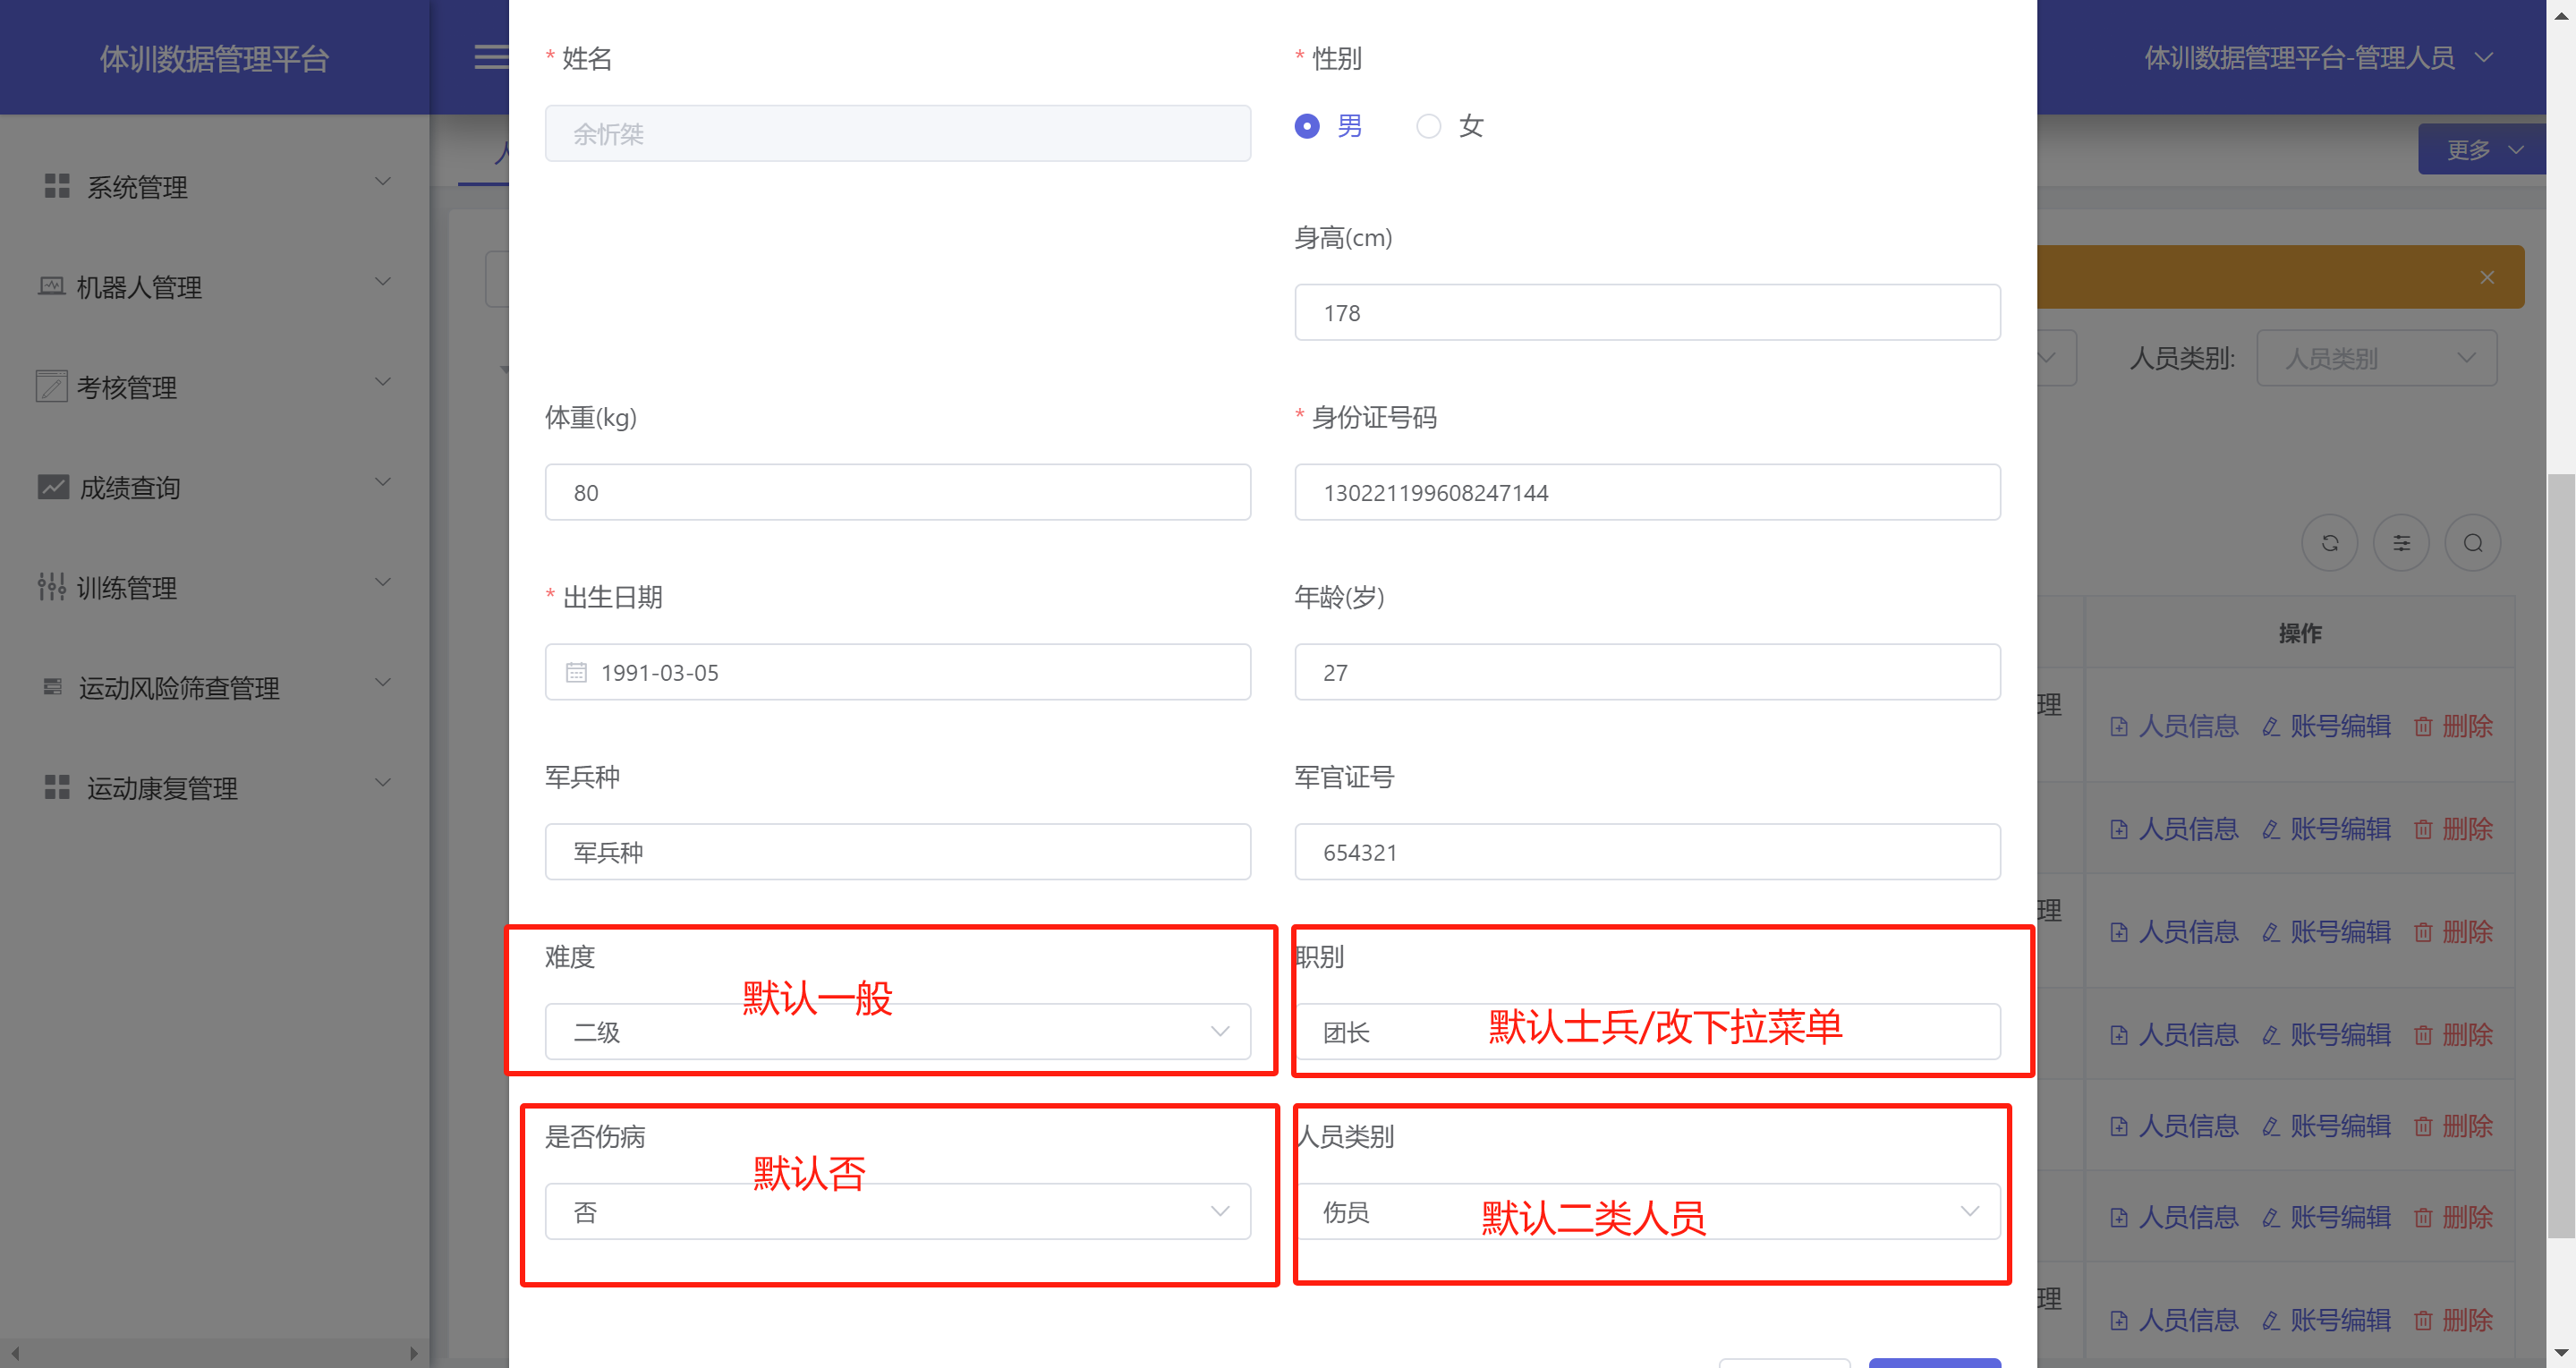 体训数据管理平台
体训数据管理平台-管理人员
更多
系统管理
机器人管理
考核管理
成绩查询
训练管理
运动风险筛查管理
运动康复管理
* 姓名
余忻桀
* 性别
男
女
身高(cm)
178
体重(kg)
80
* 身份证号码
130221199608247144
* 出生日期
1991-03-05
年龄(岁)
27
军兵种
军兵种
军官证号
654321
难度
默认一般
二级
职别
团长
默认士兵/改下拉菜单
是否伤病
默认否
否
人员类别
伤员
默认二类人员
人员类别:
人员类别
操作
理
人员信息 账号编辑 删除
人员信息 账号编辑 删除
理
人员信息 账号编辑 删除
人员信息 账号编辑 删除
人员信息 账号编辑 删除
人员信息 账号编辑 删除
理
人员信息 账号编辑 删除